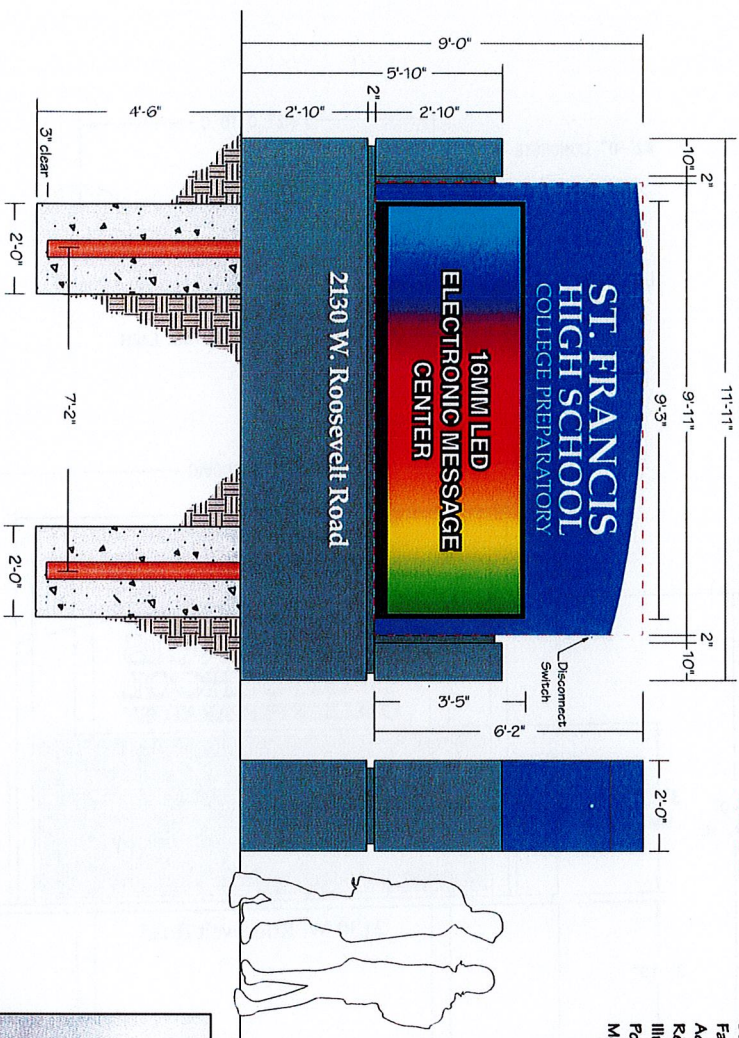 11'-11"
9'-11"
9'-3"
10"
2"
2"
10"
9'-0"
5'-10"
2'-10"
2"
2'-10"
4'-6"
3" clear
2'-0"
7'-2"
2'-0"
ST. FRANCIS
HIGH SCHOOL
COLLEGE PREPARATORY
16MM LED
ELECTRONIC MESSAGE
CENTER
2130 W. Roosevelt Road
Disconnect
Switch
3'-5"
6'-2"
2'-0"